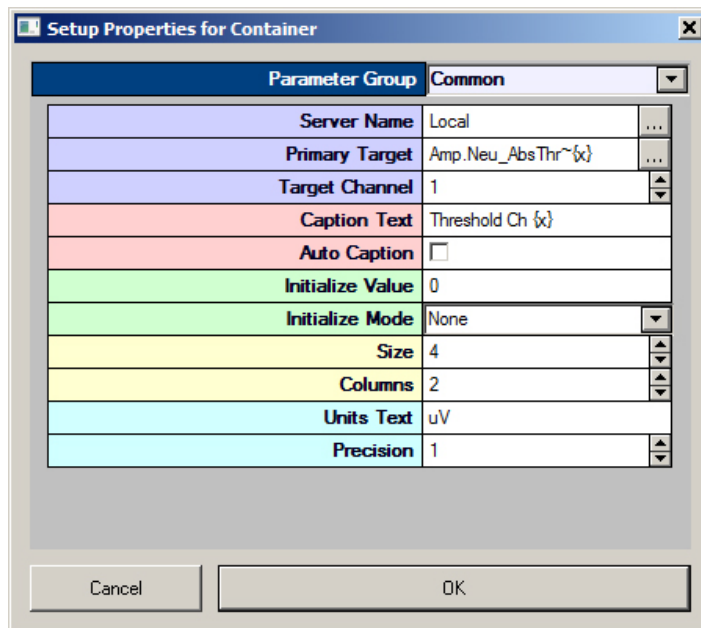 Setup Properties for Container
Parameter Group Common
Server Name Local ...
Primary Target Amp.Neu_AbsThr~{x} ...
Target Channel 1
Caption Text Threshold Ch {x}
Auto Caption
Initialize Value 0
Initialize Mode None
Size 4
Columns 2
Units Text uV
Precision 1
Cancel OK